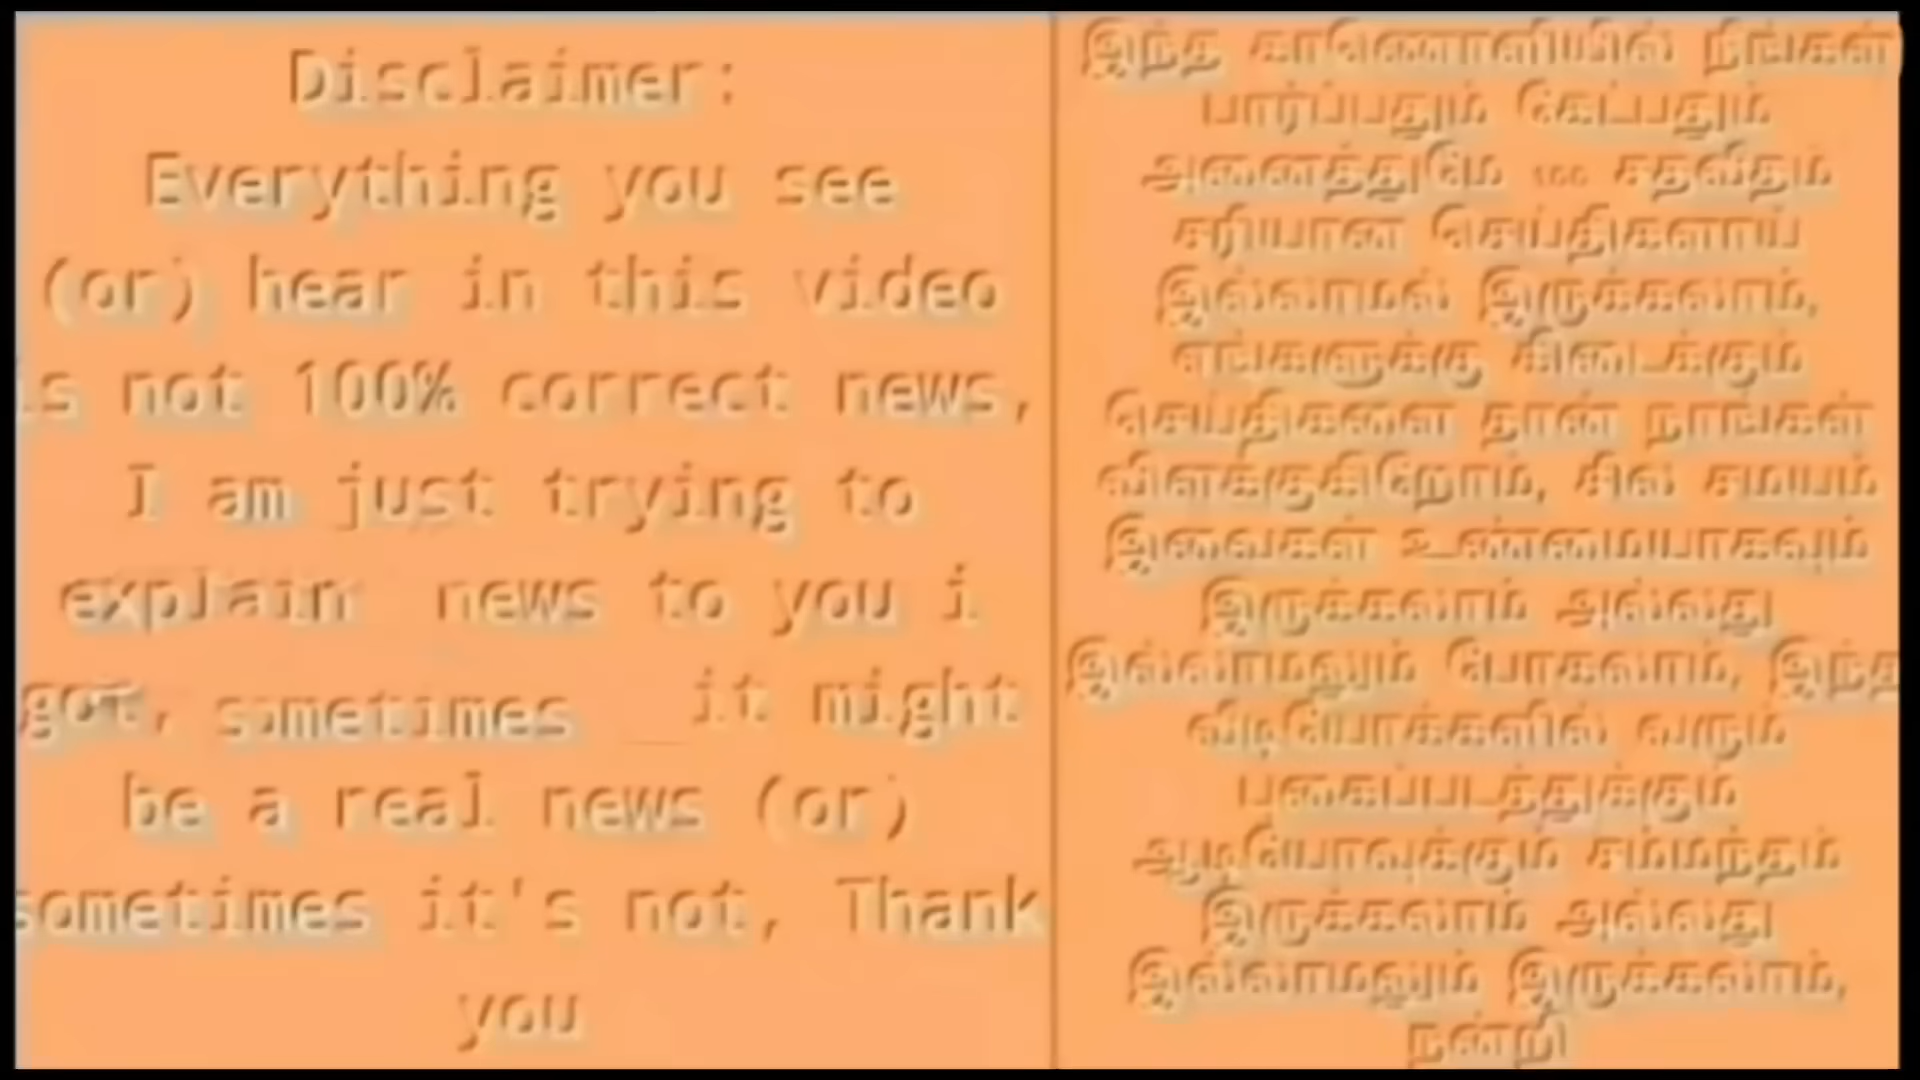 Disclaimer:
Everything you see
(or) hear in this video
is not 100% correct news,
I am just trying to
explain news to you i
got, sometimes _ it might
be a real news (or)
sometimes it's not, Thank
you
இந்த காணொளியில் நீங்கள்
பார்ப்பதும் கேட்பதும்
அனைத்துமே 100 சதவீதம்
சரியான செய்திகளாய்
இல்லாமல் இருக்கலாம்,
எங்களுக்கு கிடைக்கும்
செய்திகளை தான் நாங்கள்
விளக்குகிறோம், சில சமயம்
இவைகள் உண்மையாகவும்
இருக்கலாம் அல்லது
இல்லாமலும் போகலாம், இந்த
வீடியோக்களில் வரும்
புகைப்படத்துக்கும்
ஆடியோவுக்கும் சம்மந்தம்
இருக்கலாம் அல்லது
இல்லாமலும் இருக்கலாம்,
நன்றி